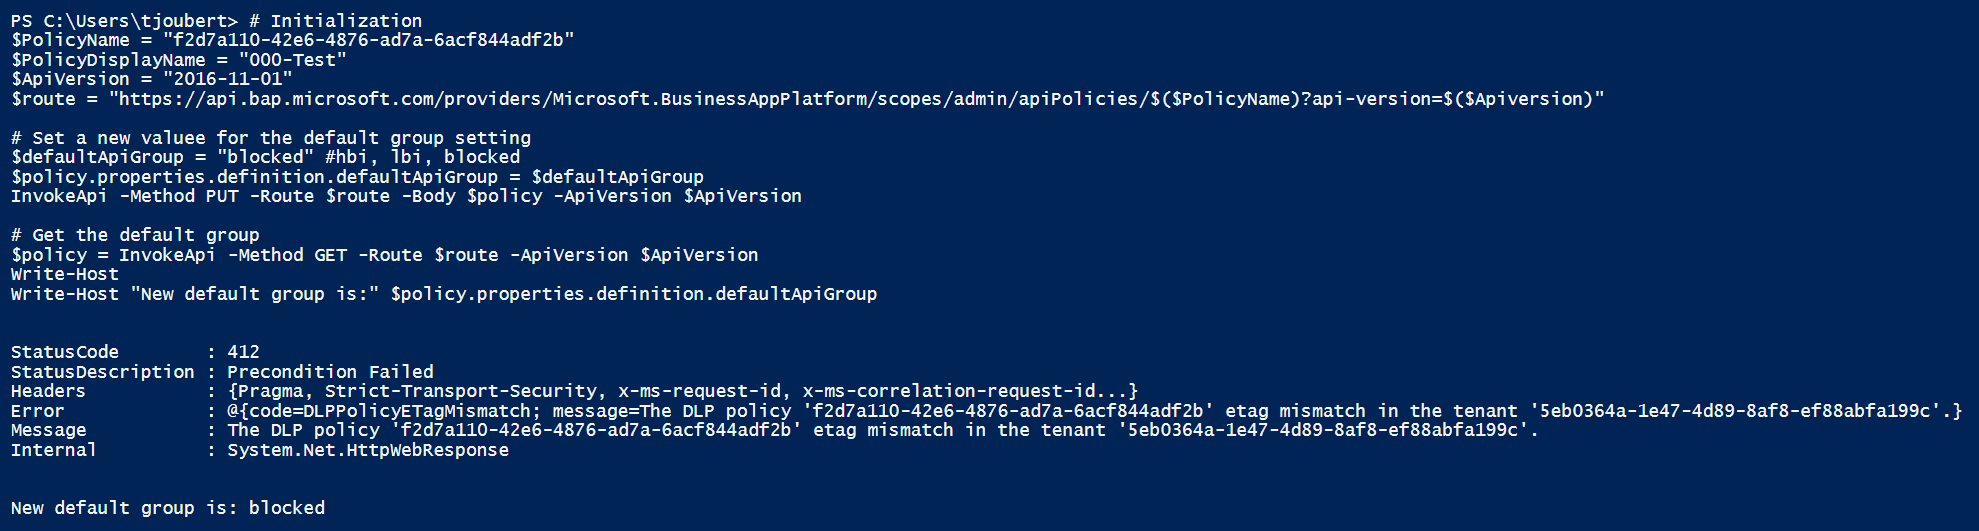 PS C:\Users\tjoubert> # Initialization
$PolicyName = "f2d7a110-42e6-4876-ad7a-6acf844adf2b"
$PolicyDisplayName = "000-Test"
$ApiVersion = "2016-11-01"
$route = "https://api.bap.microsoft.com/providers/Microsoft.BusinessAppPlatform/scopes/admin/apiPolicies/$($PolicyName)?api-version=$($Apiversion)"
# Set a new valuee for the default group setting
$defaultApiGroup = "blocked" #hbi, lbi, blocked
$policy.properties.definition.defaultApiGroup = $defaultApiGroup
InvokeApi -Method PUT -Route $route -Body $policy -ApiVersion $ApiVersion
# Get the default group
$policy = InvokeApi -Method GET -Route $route -ApiVersion $ApiVersion
Write-Host
Write-Host "New default group is:" $policy.properties.definition.defaultApiGroup
StatusCode : 412
StatusDescription : Precondition Failed
Headers : {Pragma, Strict-Transport-Security, x-ms-request-id, x-ms-correlation-request-id...}
Error : @{code=DLPPolicyETagMismatch; message=The DLP policy 'f2d7a110-42e6-4876-ad7a-6acf844adf2b' etag mismatch in the tenant '5eb0364a-1e47-4d89-8af8-ef88abfa199c'.}
Message : The DLP policy 'f2d7a110-42e6-4876-ad7a-6acf844adf2b' etag mismatch in the tenant '5eb0364a-1e47-4d89-8af8-ef88abfa199c'.
Internal : System.Net.HttpWebResponse
New default group is: blocked